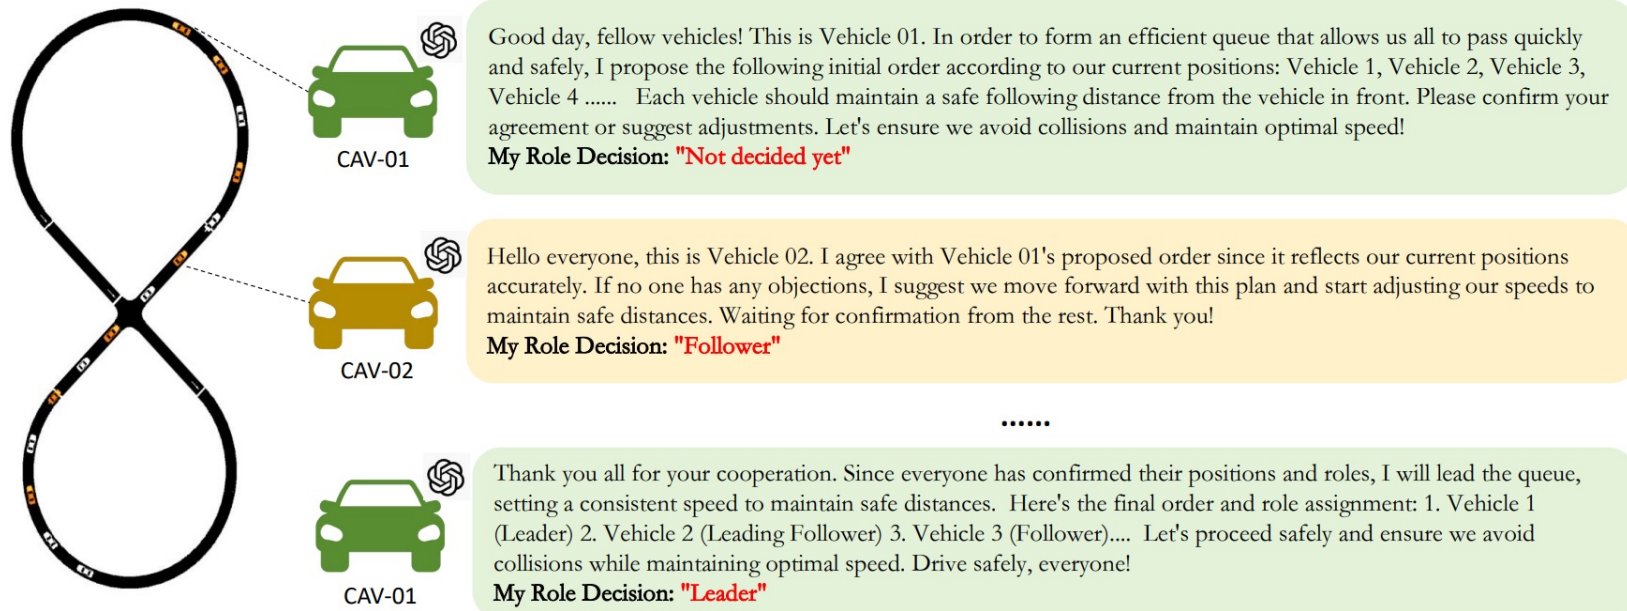 Good day, fellow vehicles! This is Vehicle 01. In order to form an efficient queue that allows us all to pass quickly
and safely, I propose the following initial order according to our current positions: Vehicle 1, Vehicle 2, Vehicle 3,
Vehicle 4 ...... Each vehicle should maintain a safe following distance from the vehicle in front. Please confirm your
agreement or suggest adjustments. Let's ensure we avoid collisions and maintain optimal speed!
My Role Decision: "Not decided yet"
CAV-01
Hello everyone, this is Vehicle 02. I agree with Vehicle 01's proposed order since it reflects our current positions
accurately. If no one has any objections, I suggest we move forward with this plan and start adjusting our speeds to
maintain safe distances. Waiting for confirmation from the rest. Thank you!
My Role Decision: "Follower"
CAV-02
......
Thank you all for your cooperation. Since everyone has confirmed their positions and roles, I will lead the queue,
setting a consistent speed to maintain safe distances. Here's the final order and role assignment: 1. Vehicle 1
(Leader) 2. Vehicle 2 (Leading Follower) 3. Vehicle 3 (Follower).... Let's proceed safely and ensure we avoid
collisions while maintaining optimal speed. Drive safely, everyone!
My Role Decision: "Leader"
CAV-01